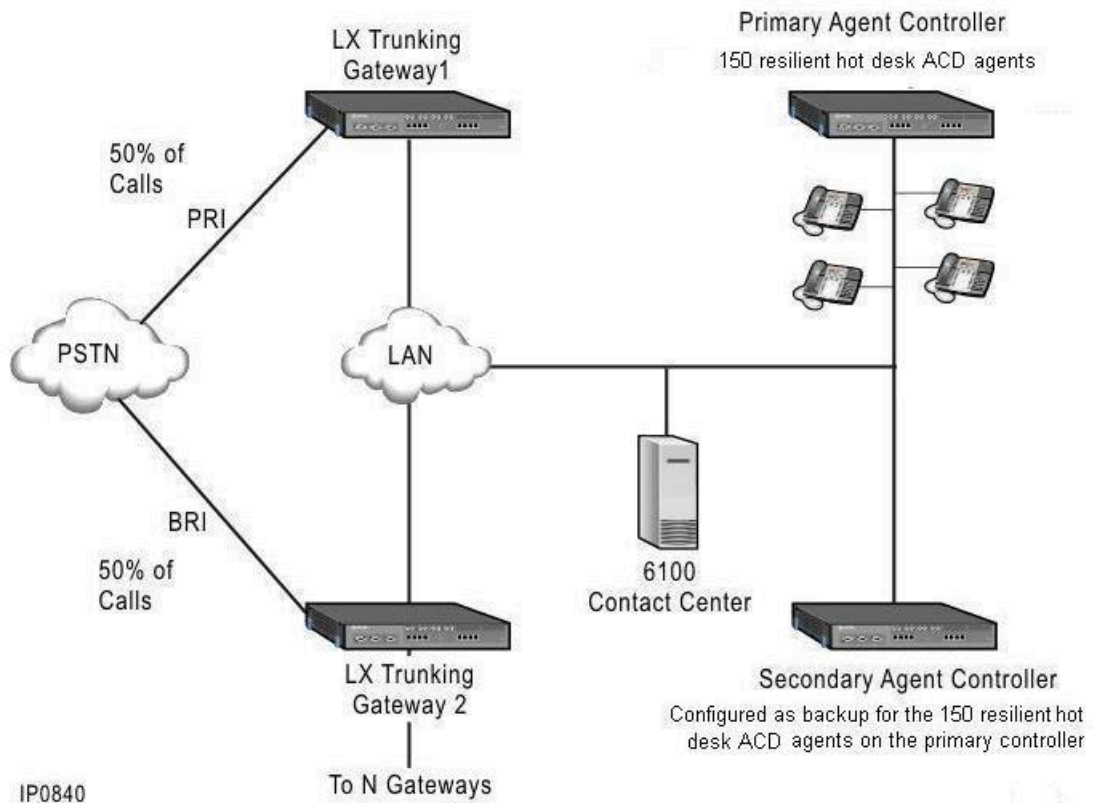 LX Trunking
Gateway1
Primary Agent Controller
150 resilient hot desk ACD agents
50% of
Calls
PRI
PSTN
LAN
BRI
50% of
Calls
6100
Contact Center
LX Trunking
Gateway 2
Secondary Agent Controller
Configured as backup for the 150 resilient hot
desk ACD agents on the primary controller
To N Gateways
IP0840